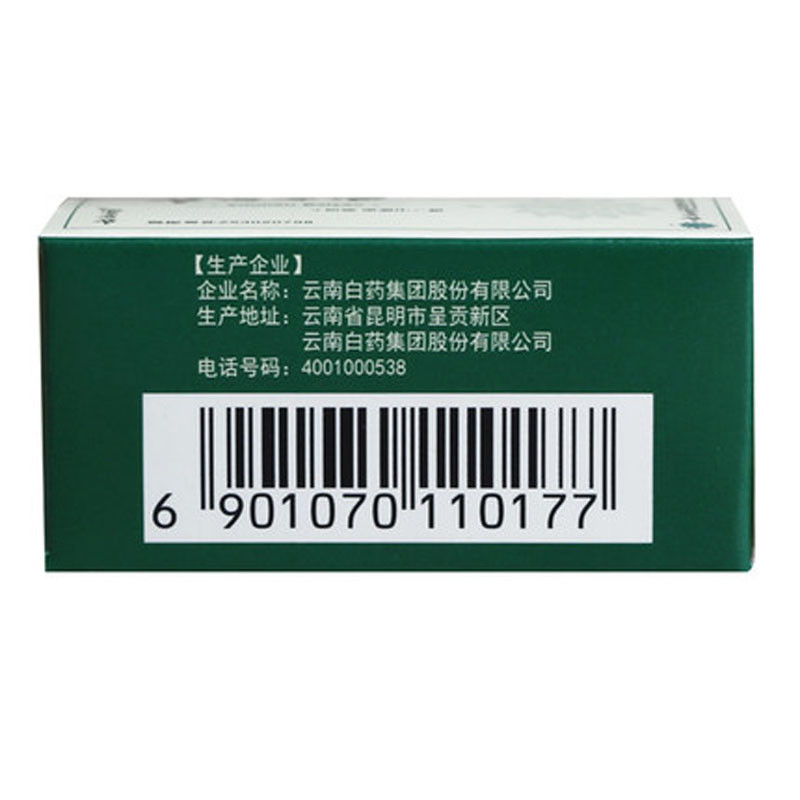 【生产企业】
企业名称：云南白药集团股份有限公司
生产地址：云南省昆明市呈贡新区
云南白药集团股份有限公司
电话号码：4001000538
6 901070 110177